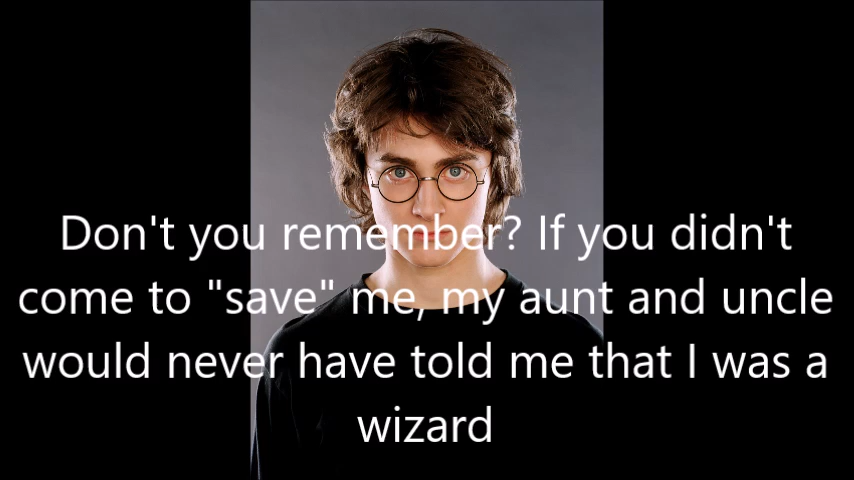 Don't you remember? If you didn't
come to "save" me, my aunt and uncle
would never have told me that I was a
wizard